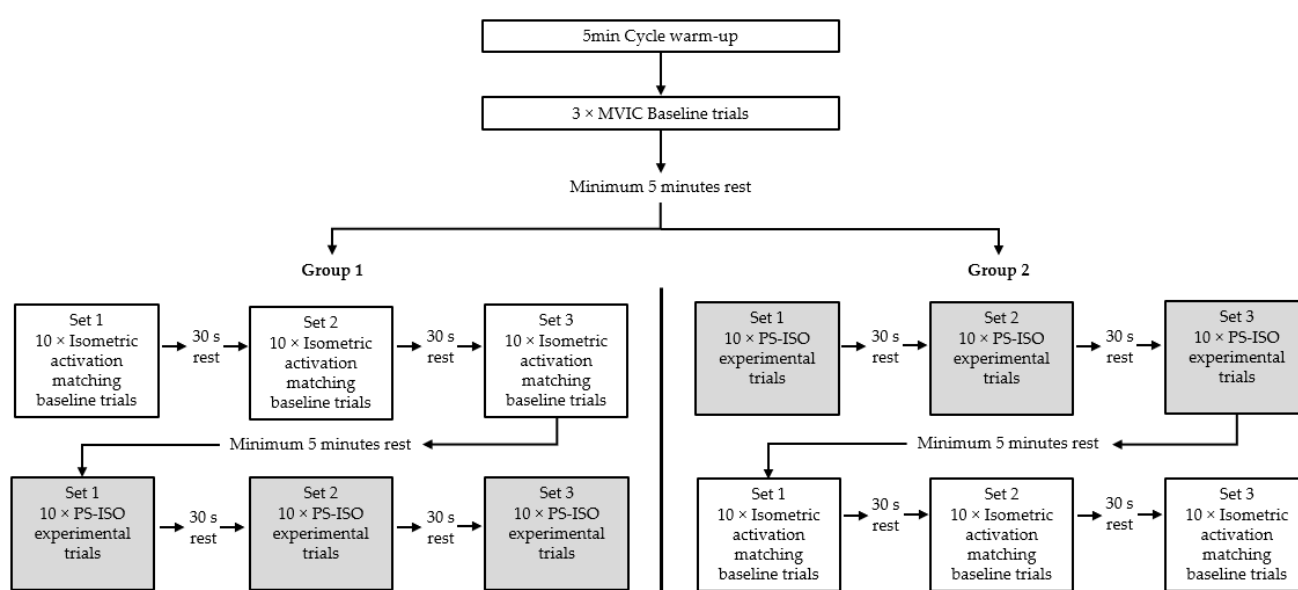 5min Cycle warm-up
3 × MVIC Baseline trials
Minimum 5 minutes rest
Group 1
Set 1
10 × Isometric
activation
matching
baseline trials
30 s
rest
Set 2
10 × Isometric
activation
matching
baseline trials
30 s
rest
Set 3
10 × Isometric
activation
matching
baseline trials
Minimum 5 minutes rest
Set 1
10 × PS-ISO
experimental
trials
30 s
rest
Set 2
10 × PS-ISO
experimental
trials
30 s
rest
Set 3
10 × PS-ISO
experimental
trials
Group 2
Set 1
10 × PS-ISO
experimental
trials
30 s
rest
Set 2
10 × PS-ISO
experimental
trials
30 s
rest
Set 3
10 × PS-ISO
experimental
trials
Minimum 5 minutes rest
Set 1
10 × Isometric
activation
matching
baseline trials
30 s
rest
Set 2
10 × Isometric
activation
matching
baseline trials
30 s
rest
Set 3
10 × Isometric
activation
matching
baseline trials